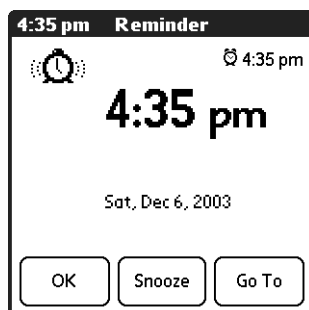 4:35 pm Reminder
4:35 pm
4:35 pm
Sat, Dec 6, 2003
OK Snooze Go To